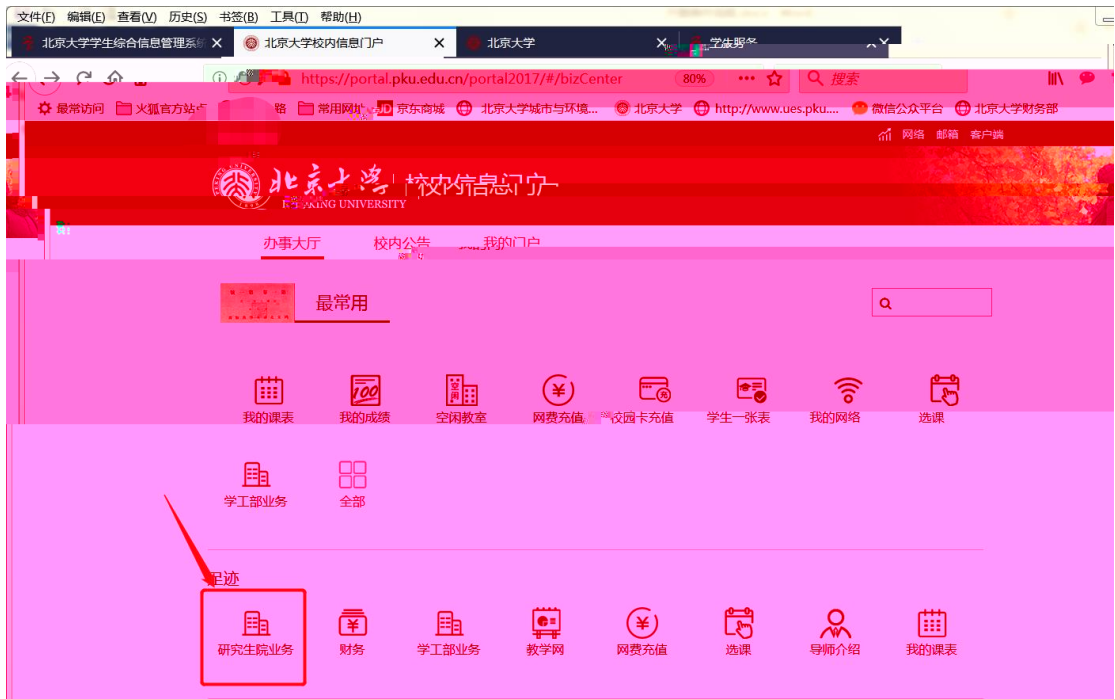 文件(F) 编辑(E) 查看(V) 历史(S) 书签(B) 工具(T) 帮助(H)
北京大学学生综合信息管理系统 北京大学校内信息门户 北京大学 学生服务
https://portal.pku.edu.cn/portal2017/#/bizCenter 80% 搜索
最常访问 火狐官方站点 常用网址 JD 京东商城 北京大学城市与环境... 北京大学 http://www.ues.pku.... 微信公众平台 北京大学财务部
网络 邮箱 客户端
北京大学 校内信息门户
PEKING UNIVERSITY
办事大厅 校内公告 我的门户
最常用
我的课表 我的成绩 空闲教室 网费充值 校园卡充值 学生一张表 我的网络 选课
学工部业务 全部
足迹
研究生院业务 财务 学工部业务 教学网 网费充值 选课 导师介绍 我的课表